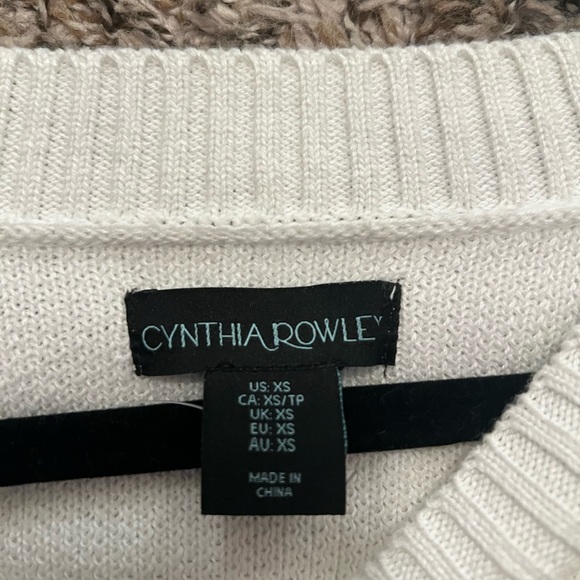 CYNTHIA ROWLEY
US: XS
CA: XS/TP
UK: XS
EU: XS
AU: XS
MADE IN
CHINA